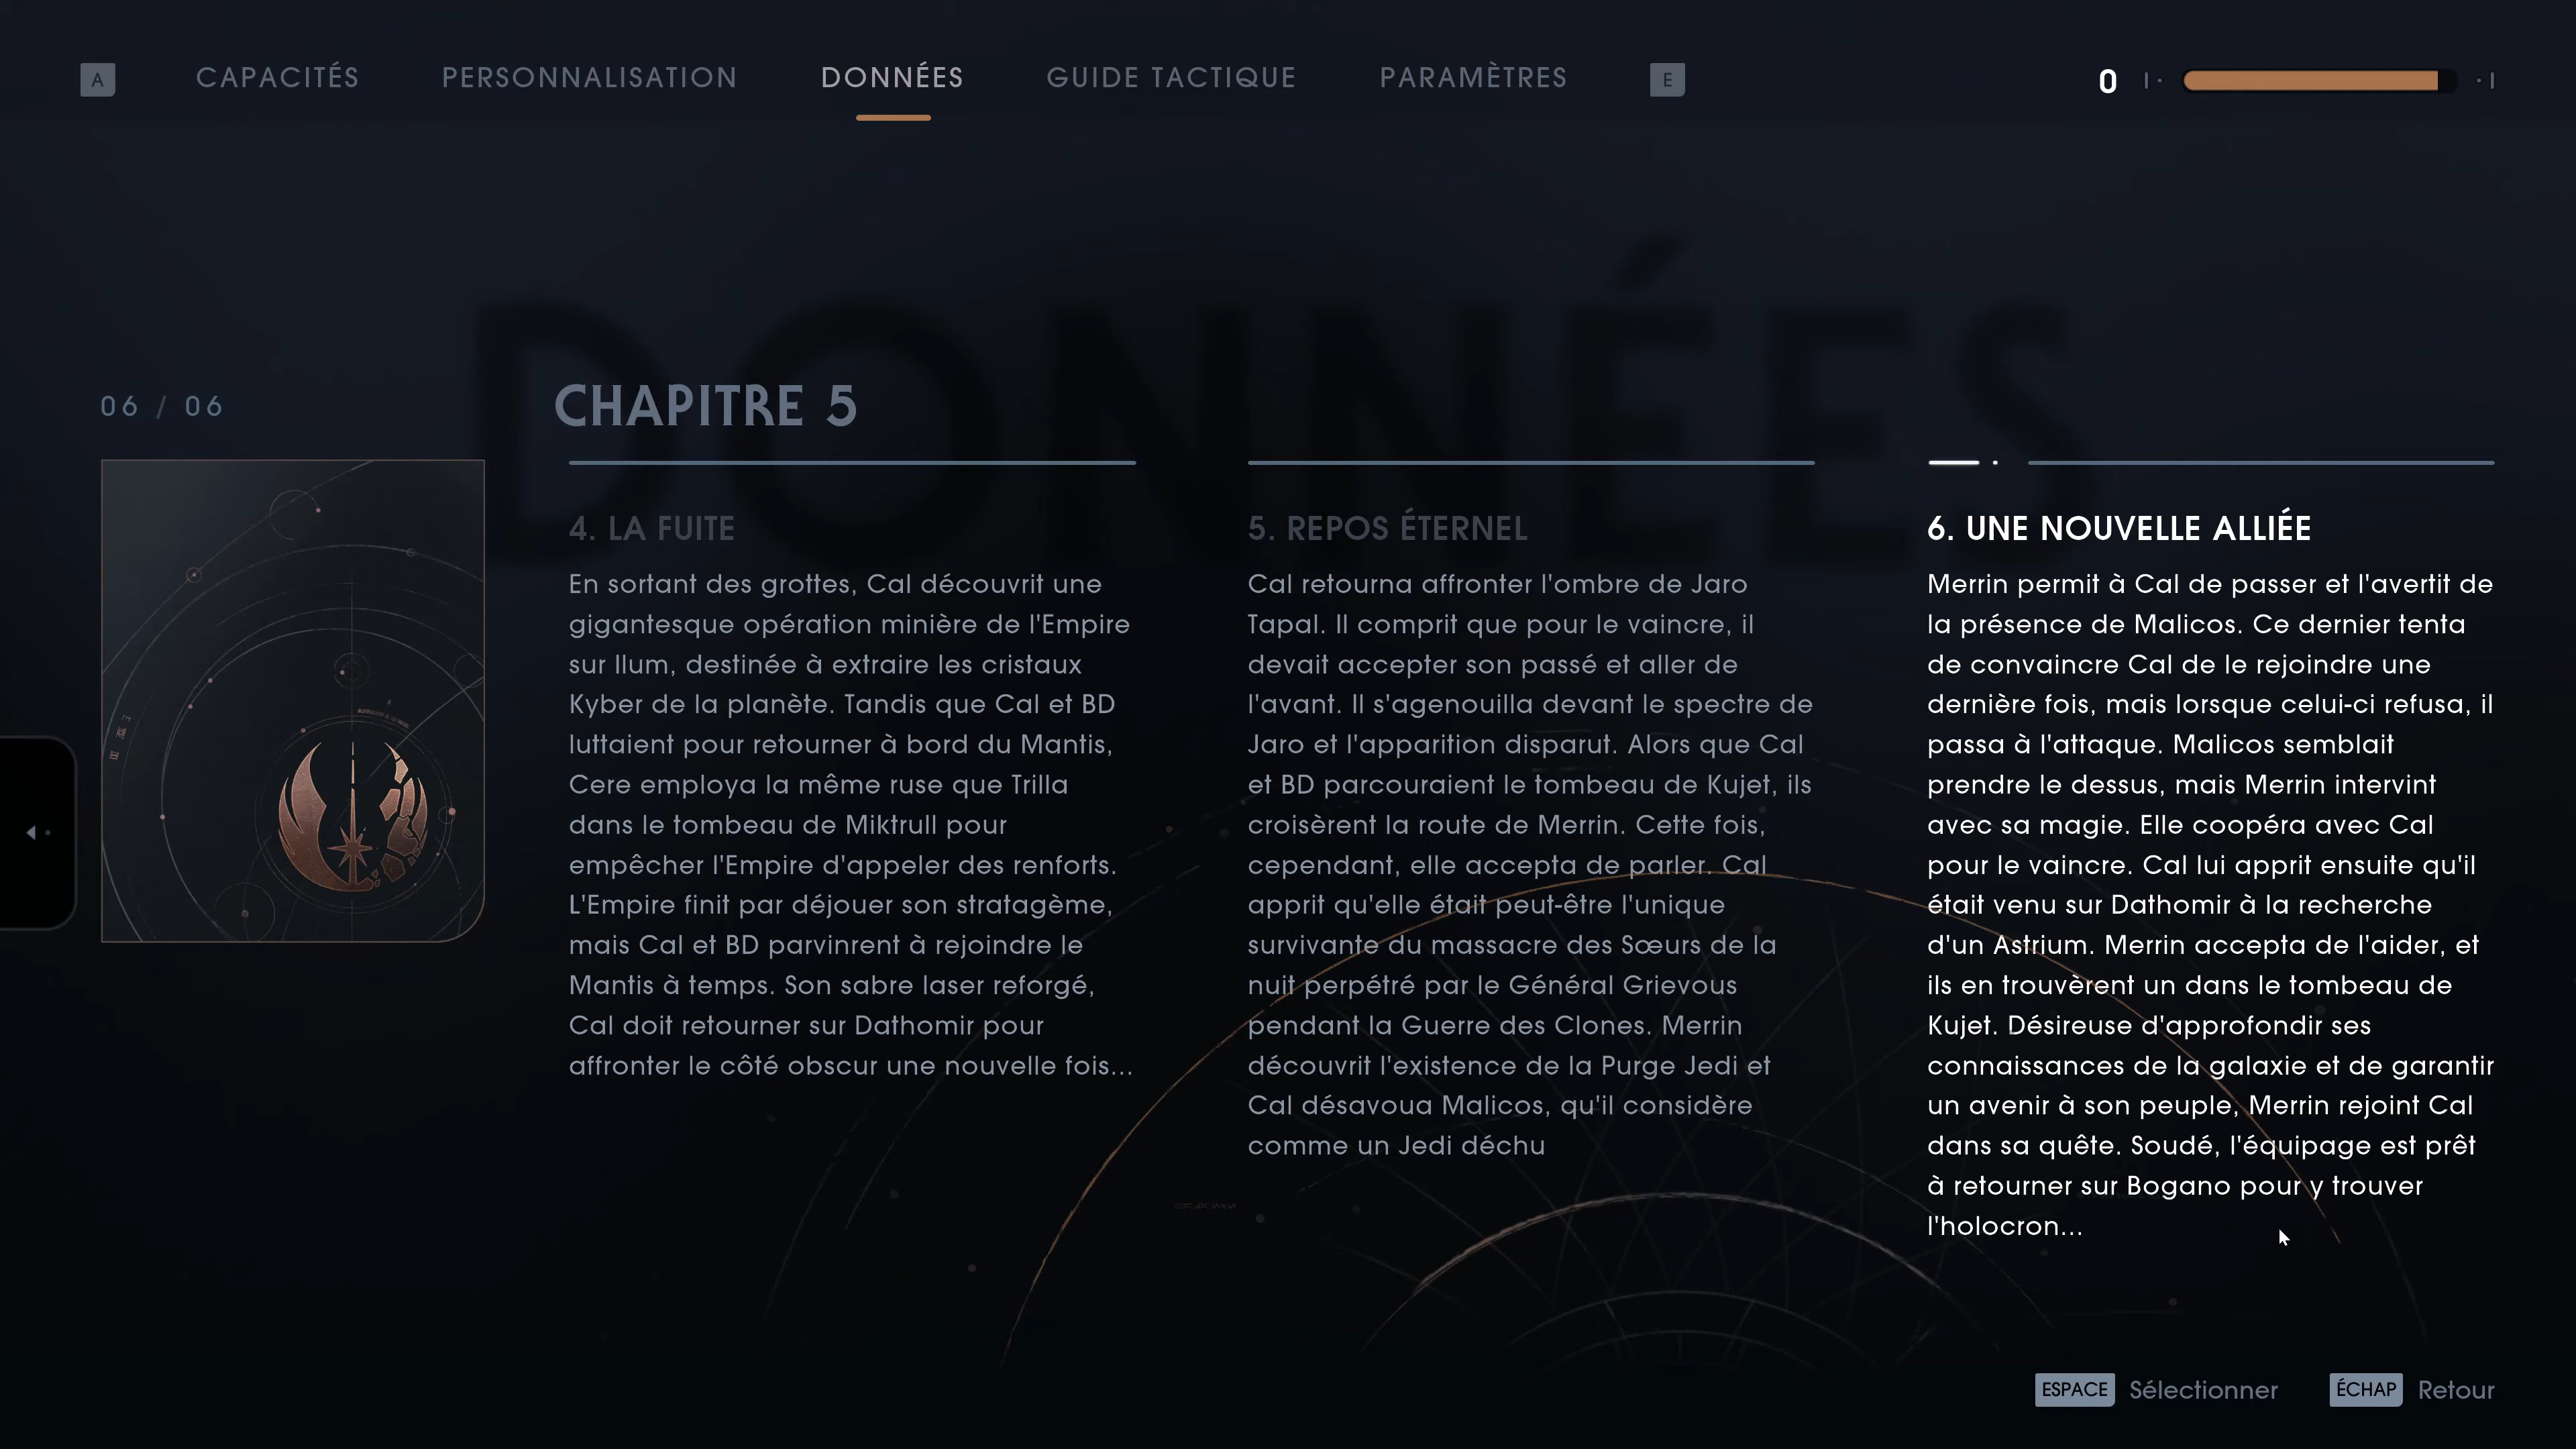 A
CAPACITÉS
PERSONNALISATION
DONNÉES
GUIDE TACTIQUE
PARAMÈTRES
E
0
DONNÉES
06 / 06
CHAPITRE 5
4. LA FUITE
En sortant des grottes, Cal découvrit une
gigantesque opération minière de l'Empire
sur Ilum, destinée à extraire les cristaux
Kyber de la planète. Tandis que Cal et BD
luttaient pour retourner à bord du Mantis,
Cere employa la même ruse que Trilla
dans le tombeau de Miktrull pour
empêcher l'Empire d'appeler des renforts.
L'Empire finit par déjouer son stratagème,
mais Cal et BD parvinrent à rejoindre le
Mantis à temps. Son sabre laser reforgé,
Cal doit retourner sur Dathomir pour
affronter le côté obscur une nouvelle fois...
5. REPOS ÉTERNEL
Cal retourna affronter l'ombre de Jaro
Tapal. Il comprit que pour le vaincre, il
devait accepter son passé et aller de
l'avant. Il s'agenouilla devant le spectre de
Jaro et l'apparition disparut. Alors que Cal
et BD parcouraient le tombeau de Kujet, ils
croisèrent la route de Merrin. Cette fois,
cependant, elle accepta de parler. Cal
apprit qu'elle était peut-être l'unique
survivante du massacre des Sœurs de la
nuit perpétré par le Général Grievous
pendant la Guerre des Clones. Merrin
découvrit l'existence de la Purge Jedi et
Cal désavoua Malicos, qu'il considère
comme un Jedi déchu
6. UNE NOUVELLE ALLIÉE
Merrin permit à Cal de passer et l'avertit de
la présence de Malicos. Ce dernier tenta
de convaincre Cal de le rejoindre une
dernière fois, mais lorsque celui-ci refusa, il
passa à l'attaque. Malicos semblait
prendre le dessus, mais Merrin intervint
avec sa magie. Elle coopéra avec Cal
pour le vaincre. Cal lui apprit ensuite qu'il
était venu sur Dathomir à la recherche
d'un Astrium. Merrin accepta de l'aider, et
ils en trouvèrent un dans le tombeau de
Kujet. Désireuse d'approfondir ses
connaissances de la galaxie et de garantir
un avenir à son peuple, Merrin rejoint Cal
dans sa quête. Soudé, l'équipage est prêt
à retourner sur Bogano pour y trouver
l'holocron...
ESPACE Sélectionner
ÉCHAP Retour